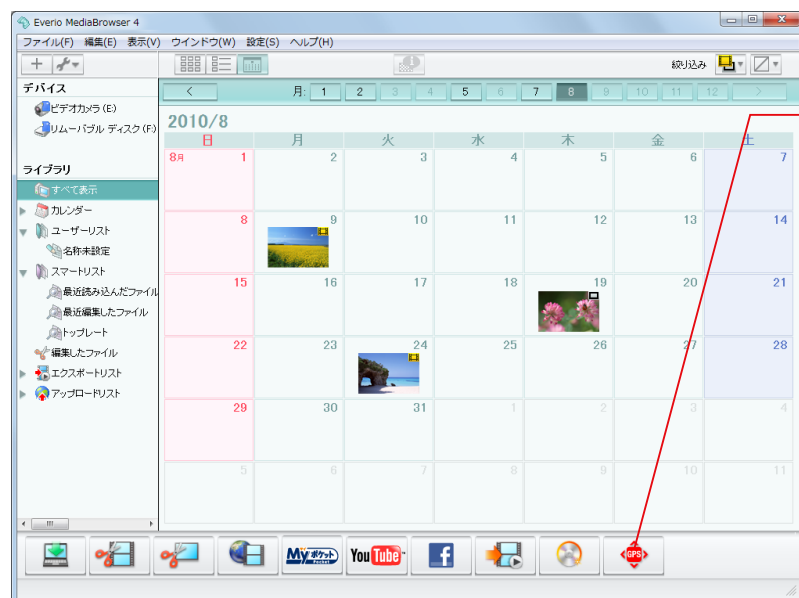 Everio MediaBrowser 4
ファイル(F) 編集(E) 表示(V) ウインドウ(W) 設定(S) ヘルプ(H)
絞り込み
デバイス
ビデオカメラ (E:)
リムーバブル ディスク (F:)
ライブラリ
すべて表示
カレンダー
ユーザーリスト
名称未設定
スマートリスト
最近読み込んだファイル
最近編集したファイル
トップレート
編集したファイル
エクスポートリスト
アップロードリスト
< 月: 1 2 3 4 5 6 7 8 9 10 11 12 >
2010/8
日 月 火 水 木 金 土
8月 1 2 3 4 5 6 7
8 9 10 11 12 13 14
15 16 17 18 19 20 21
22 23 24 25 26 27 28
29 30 31 1 2 3 4
5 6 7 8 9 10 11
Myポケット
Pocket
YouTube
f
GPS